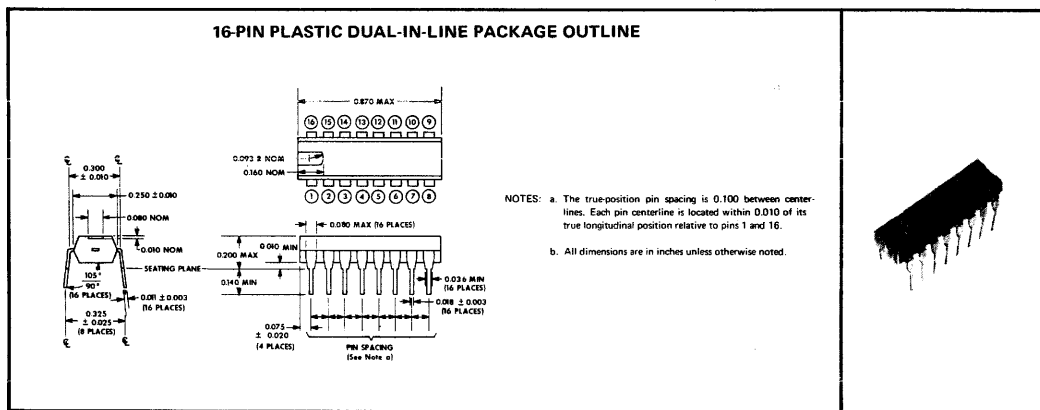 16-PIN PLASTIC DUAL-IN-LINE PACKAGE OUTLINE
0.870 MAX
16 15 14 13 12 11 10 9
0.093 R NOM
0.160 NOM
1 2 3 4 5 6 7 8
℄ ℄
0.300
± 0.010
0.250 ± 0.010
0.080 NOM
0.010 NOM
SEATING PLANE
105°
90°
(16 PLACES)
0.011 ± 0.003
(16 PLACES)
0.325
± 0.025
(8 PLACES)
℄ ℄
0.080 MAX (16 PLACES)
0.010 MIN
0.200 MAX
0.140 MIN
0.036 MIN
(16 PLACES)
0.018 ± 0.003
(16 PLACES)
0.075
± 0.020
(4 PLACES)
PIN SPACING
(See Note a)
NOTES: a. The true-position pin spacing is 0.100 between center-
lines. Each pin centerline is located within 0.010 of its
true longitudinal position relative to pins 1 and 16.
b. All dimensions are in inches unless otherwise noted.